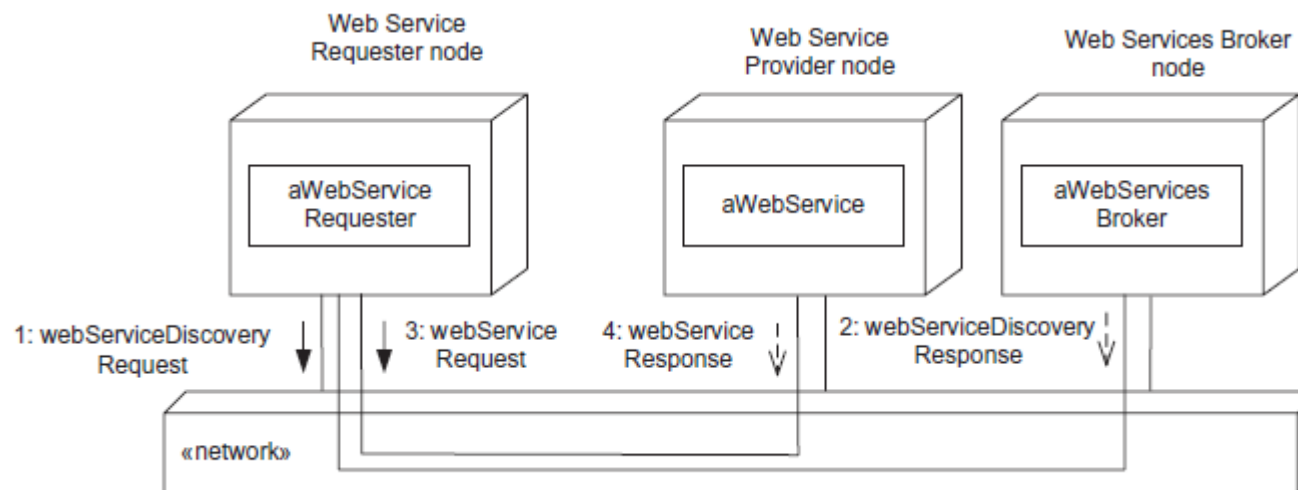 Web Service
Requester node
Web Service
Provider node
Web Services Broker
node
aWebService
Requester
aWebService
aWebServices
Broker
1: webServiceDiscovery
Request
3: webService
Request
4: webService
Response
2: webServiceDiscovery
Response
«network»